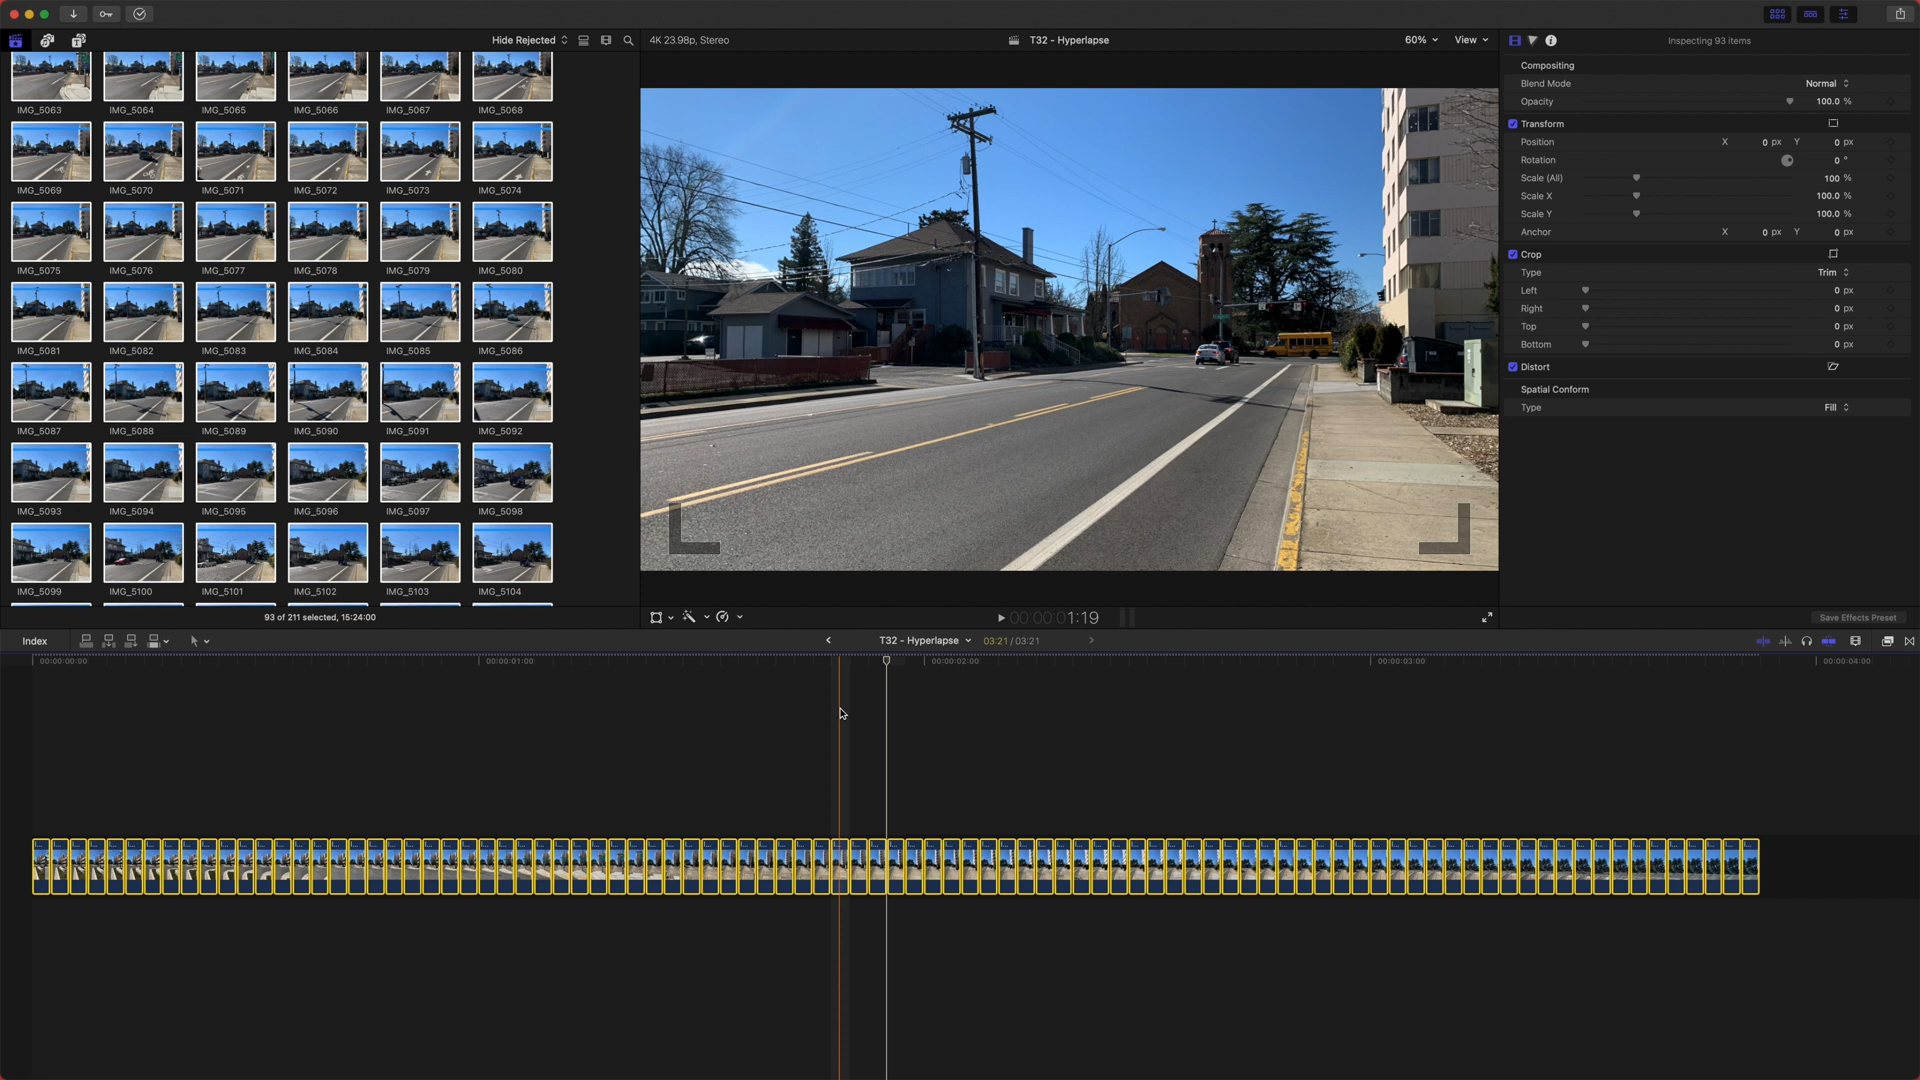 Hide Rejected
4K 23.98p, Stereo
T32 - Hyperlapse
60%
View
Inspecting 93 items
IMG_5063
IMG_5064
IMG_5065
IMG_5066
IMG_5067
IMG_5068
IMG_5069
IMG_5070
IMG_5071
IMG_5072
IMG_5073
IMG_5074
IMG_5075
IMG_5076
IMG_5077
IMG_5078
IMG_5079
IMG_5080
IMG_5081
IMG_5082
IMG_5083
IMG_5084
IMG_5085
IMG_5086
IMG_5087
IMG_5088
IMG_5089
IMG_5090
IMG_5091
IMG_5092
IMG_5093
IMG_5094
IMG_5095
IMG_5096
IMG_5097
IMG_5098
IMG_5099
IMG_5100
IMG_5101
IMG_5102
IMG_5103
IMG_5104
93 of 211 selected, 15:24:00
Compositing
Blend Mode Normal
Opacity 100.0 %
Transform
Position X 0 px Y 0 px
Rotation 0 °
Scale (All) 100 %
Scale X 100.0 %
Scale Y 100.0 %
Anchor X 0 px Y 0 px
Crop
Type Trim
Left 0 px
Right 0 px
Top 0 px
Bottom 0 px
Distort
Spatial Conform
Type Fill
00:00:01:19
Save Effects Preset
Index
T32 - Hyperlapse
03:21 / 03:21
00:00:00:00
00:00:01:00
00:00:02:00
00:00:03:00
00:00:04:00